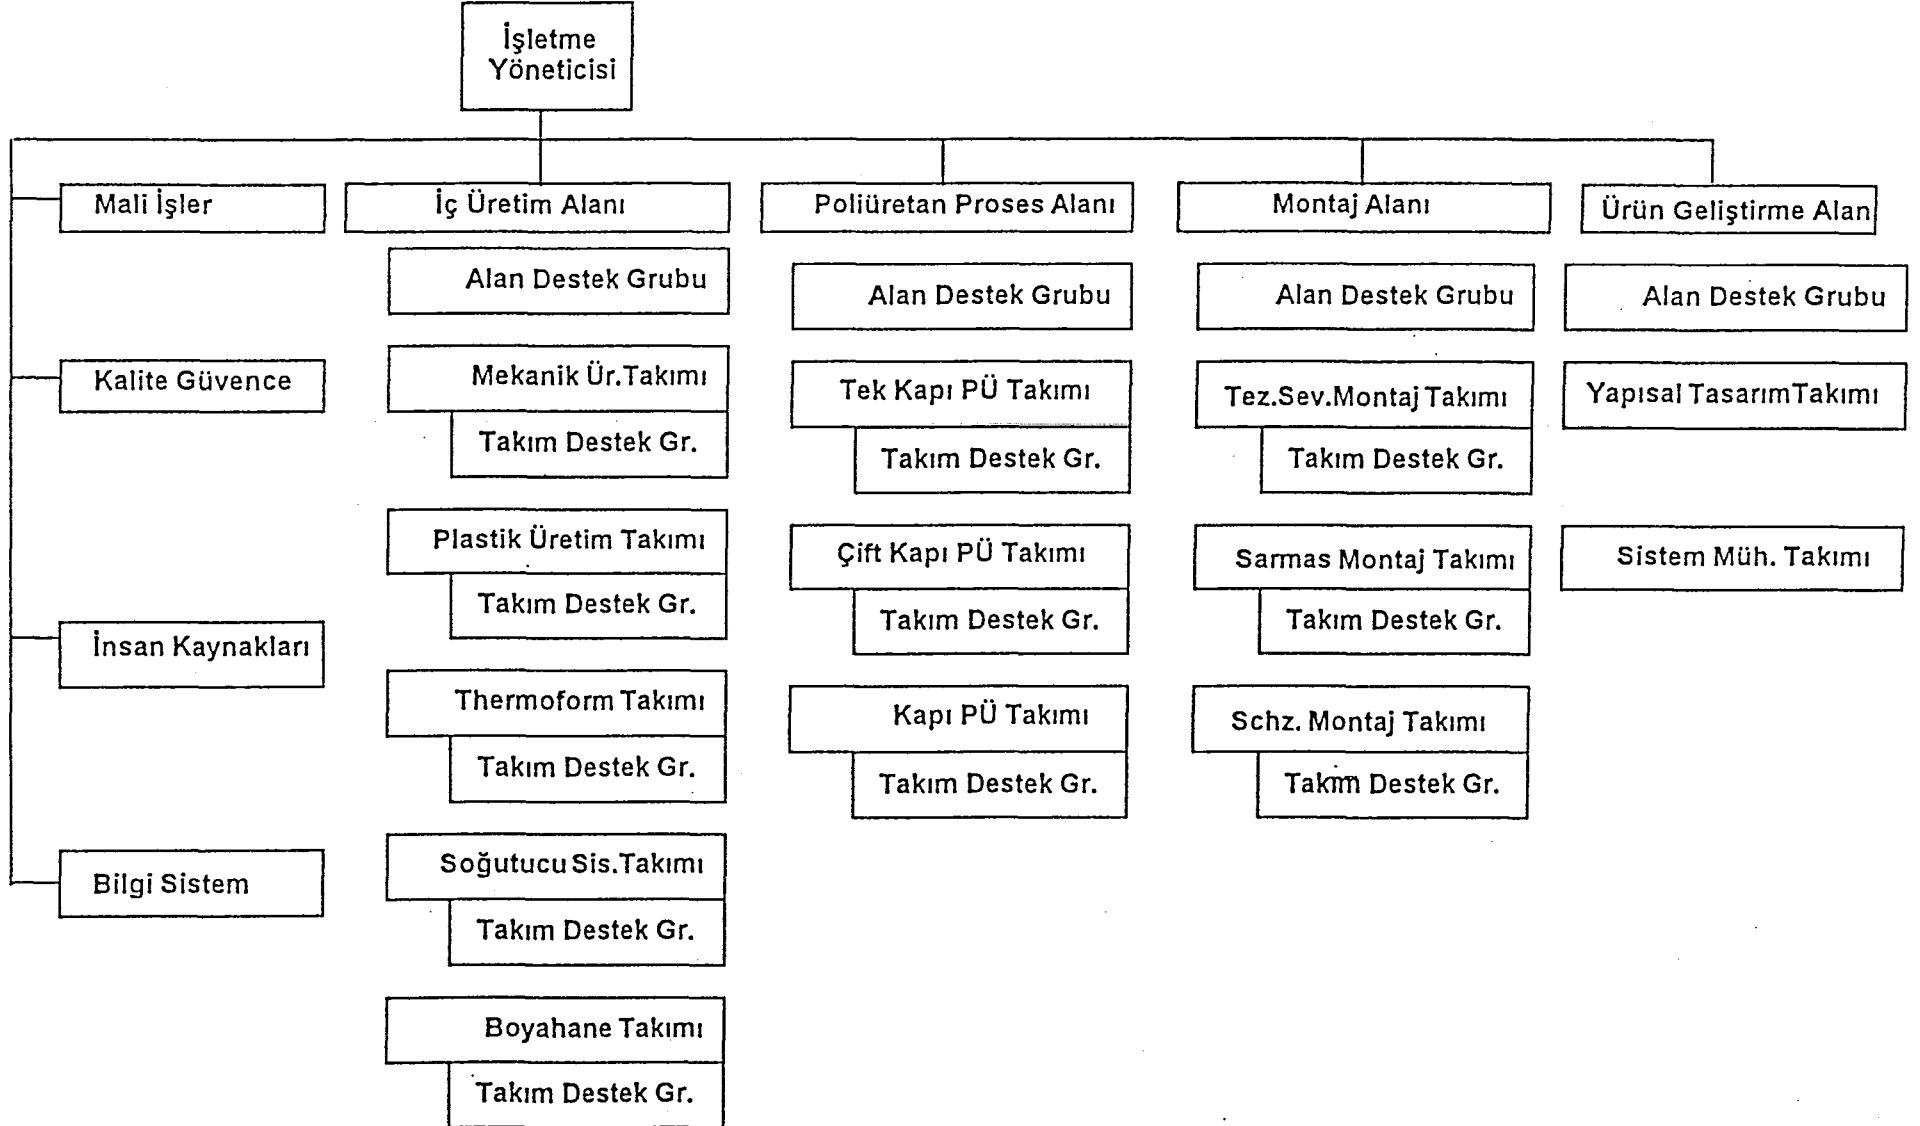 İşletme
Yöneticisi
Mali İşler
Kalite Güvence
İnsan Kaynakları
Bilgi Sistem
İç Üretim Alanı
Alan Destek Grubu
Mekanik Ür.Takımı
Takım Destek Gr.
Plastik Üretim Takımı
Takım Destek Gr.
Thermoform Takımı
Takım Destek Gr.
Soğutucu Sis.Takımı
Takım Destek Gr.
Boyahane Takımı
Takım Destek Gr.
Poliüretan Proses Alanı
Alan Destek Grubu
Tek Kapı PÜ Takımı
Takım Destek Gr.
Çift Kapı PÜ Takımı
Takım Destek Gr.
Kapı PÜ Takımı
Takım Destek Gr.
Montaj Alanı
Alan Destek Grubu
Tez.Sev.Montaj Takımı
Takım Destek Gr.
Sarmas Montaj Takımı
Takım Destek Gr.
Schz. Montaj Takımı
Takım Destek Gr.
Ürün Geliştirme Alan
Alan Destek Grubu
Yapısal Tasarım Takımı
Sistem Müh. Takımı